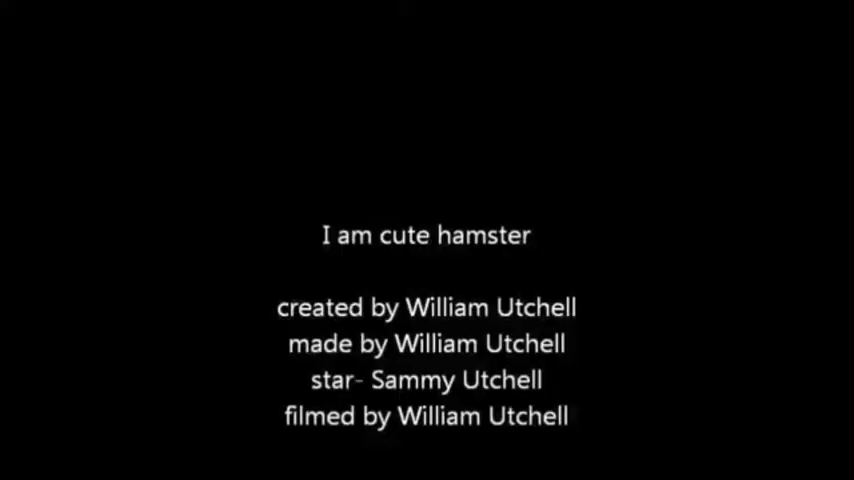 I am cute hamster
created by William Utchell
made by William Utchell
star- Sammy Utchell
filmed by William Utchell